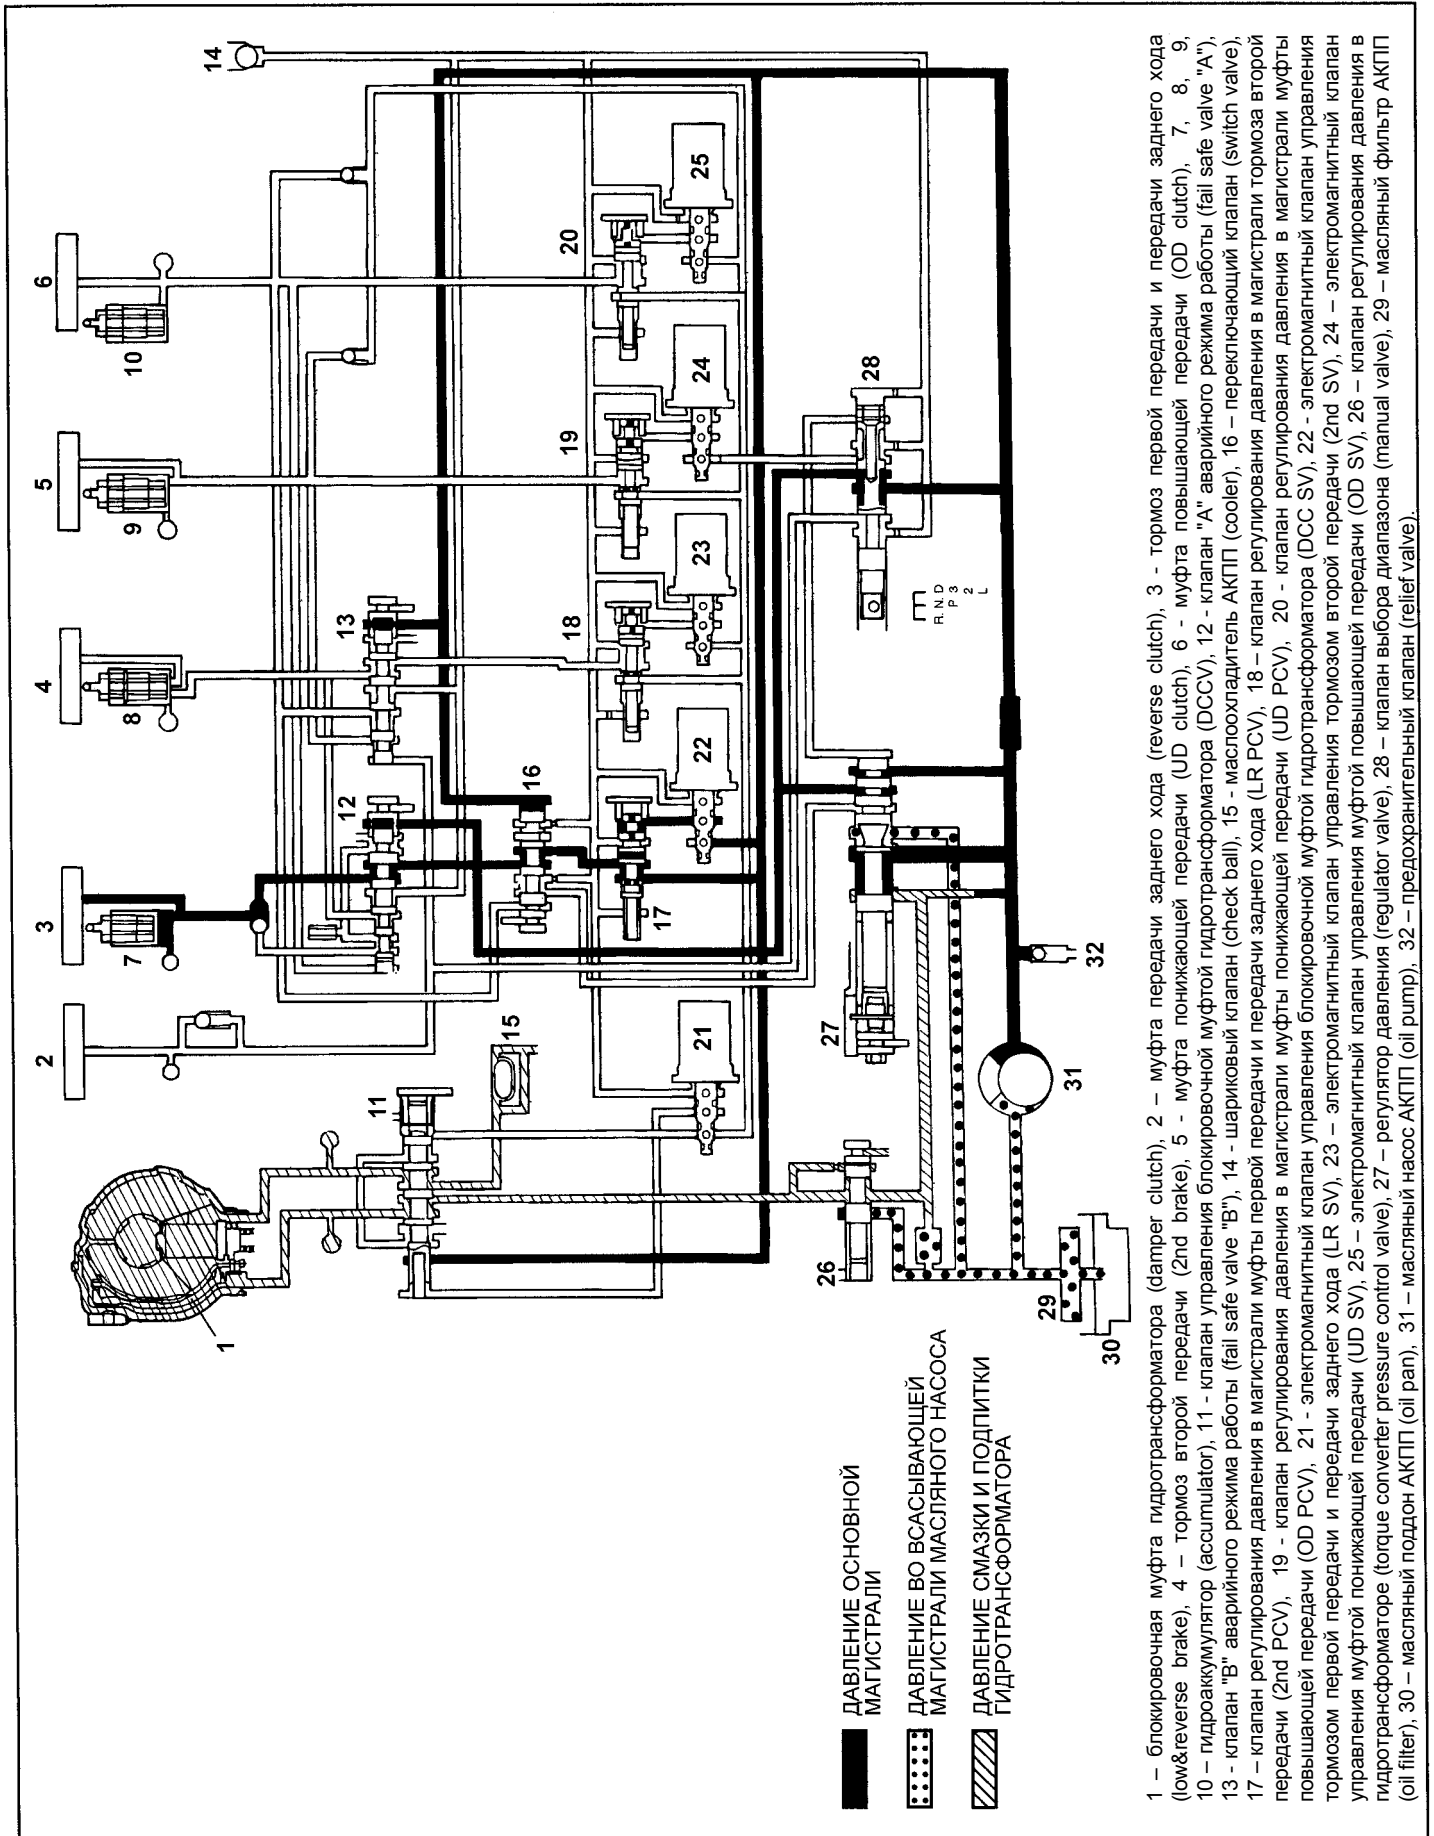 1
2
3
4
5
6
7
8
9
10
11
12
13
14
15
16
17
18
19
20
21
22
23
24
25
26
27
28
29
30
31
32
R. N. D
P 3
2
L
ДАВЛЕНИЕ ОСНОВНОЙ
МАГИСТРАЛИ
ДАВЛЕНИЕ ВО ВСАСЫВАЮЩЕЙ
МАГИСТРАЛИ МАСЛЯНОГО НАСОСА
ДАВЛЕНИЕ СМАЗКИ И ПОДПИТКИ
ГИДРОТРАНСФОРМАТОРА
1 – блокировочная муфта гидротрансформатора (damper clutch), 2 – муфта передачи заднего хода (reverse clutch), 3 - тормоз первой передачи и передачи заднего хода
(low&reverse brake), 4 – тормоз второй передачи (2nd brake), 5 - муфта понижающей передачи (UD clutch), 6 - муфта повышающей передачи (OD clutch), 7, 8, 9,
10 – гидроаккумулятор (accumulator), 11 - клапан управления блокировочной муфтой гидротрансформатора (DCCV), 12 - клапан "A" аварийного режима работы (fail safe valve "A"),
13 - клапан "B" аварийного режима работы (fail safe valve "B"), 14 - шариковый клапан (check ball), 15 - маслоохладитель АКПП (cooler), 16 – переключающий клапан (switch valve),
17 – клапан регулирования давления в магистрали муфты первой передачи и передачи заднего хода (LR PCV), 18 – клапан регулирования давления в магистрали тормоза второй
передачи (2nd PCV), 19 - клапан регулирования давления в магистрали муфты понижающей передачи (UD PCV), 20 - клапан регулирования давления в магистрали муфты
повышающей передачи (OD PCV), 21 - электромагнитный клапан управления блокировочной муфтой гидротрансформатора (DCC SV), 22 - электромагнитный клапан управления
тормозом первой передачи и передачи заднего хода (LR SV), 23 – электромагнитный клапан управления тормозом второй передачи (2nd SV), 24 – электромагнитный клапан
управления муфтой понижающей передачи (UD SV), 25 – электромагнитный клапан управления муфтой повышающей передачи (OD SV), 26 – клапан регулирования давления в
гидротрансформаторе (torque converter pressure control valve), 27 – регулятор давления (regulator valve), 28 – клапан выбора диапазона (manual valve), 29 – масляный фильтр АКПП
(oil filter), 30 – масляный поддон АКПП (oil pan), 31 – масляный насос АКПП (oil pump), 32 – предохранительный клапан (relief valve).